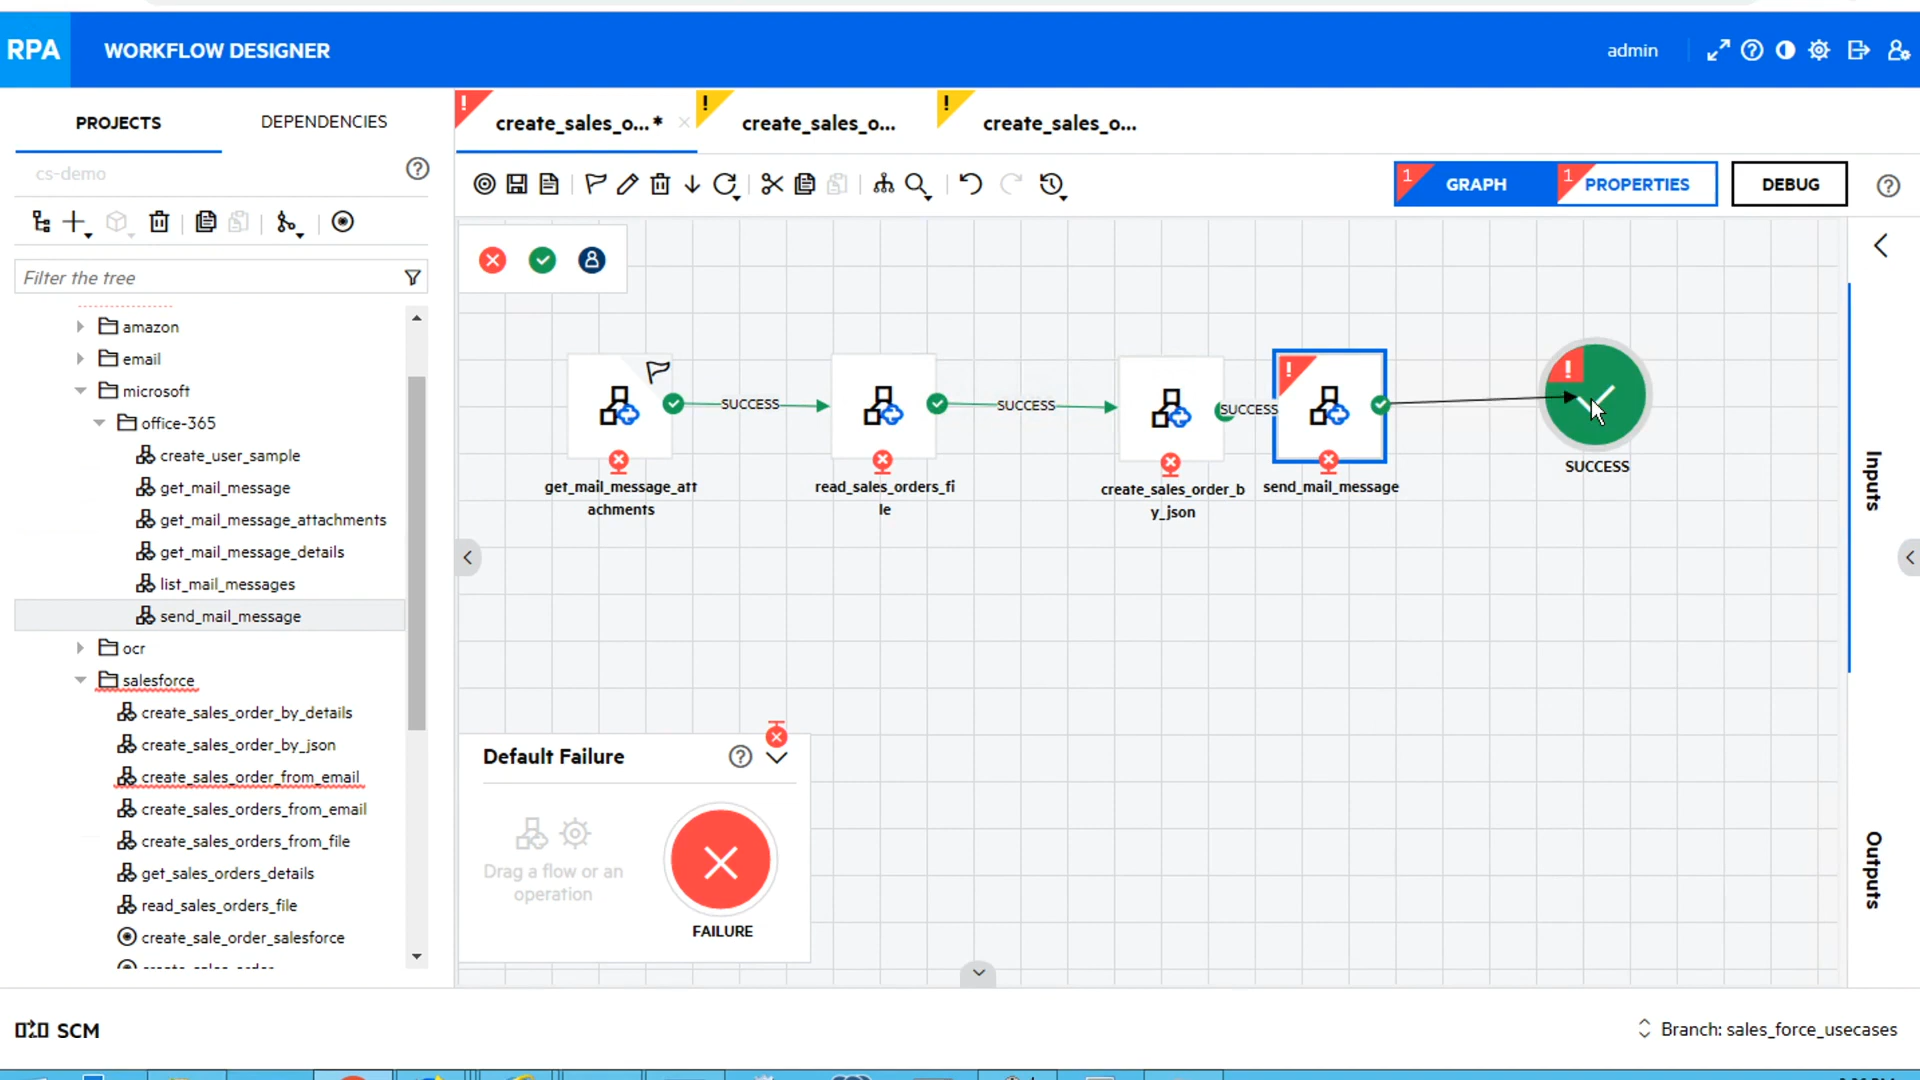 RPA
WORKFLOW DESIGNER
admin
PROJECTS
DEPENDENCIES
cs-demo
Filter the tree
amazon
email
microsoft
office-365
create_user_sample
get_mail_message
get_mail_message_attachments
get_mail_message_details
list_mail_messages
send_mail_message
ocr
salesforce
create_sales_order_by_details
create_sales_order_by_json
create_sales_order_from_email
create_sales_orders_from_email
create_sales_orders_from_file
get_sales_orders_details
read_sales_orders_file
create_sale_order_salesforce
! create_sales_o...*
! create_sales_o...
! create_sales_o...
1 GRAPH
1 PROPERTIES
DEBUG
SUCCESS
SUCCESS
SUCCESS
!
!
get_mail_message_att
achments
read_sales_orders_fi
le
create_sales_order_b
y_json
send_mail_message
SUCCESS
Inputs
Outputs
Default Failure
Drag a flow or an
operation
FAILURE
SCM
Branch: sales_force_usecases